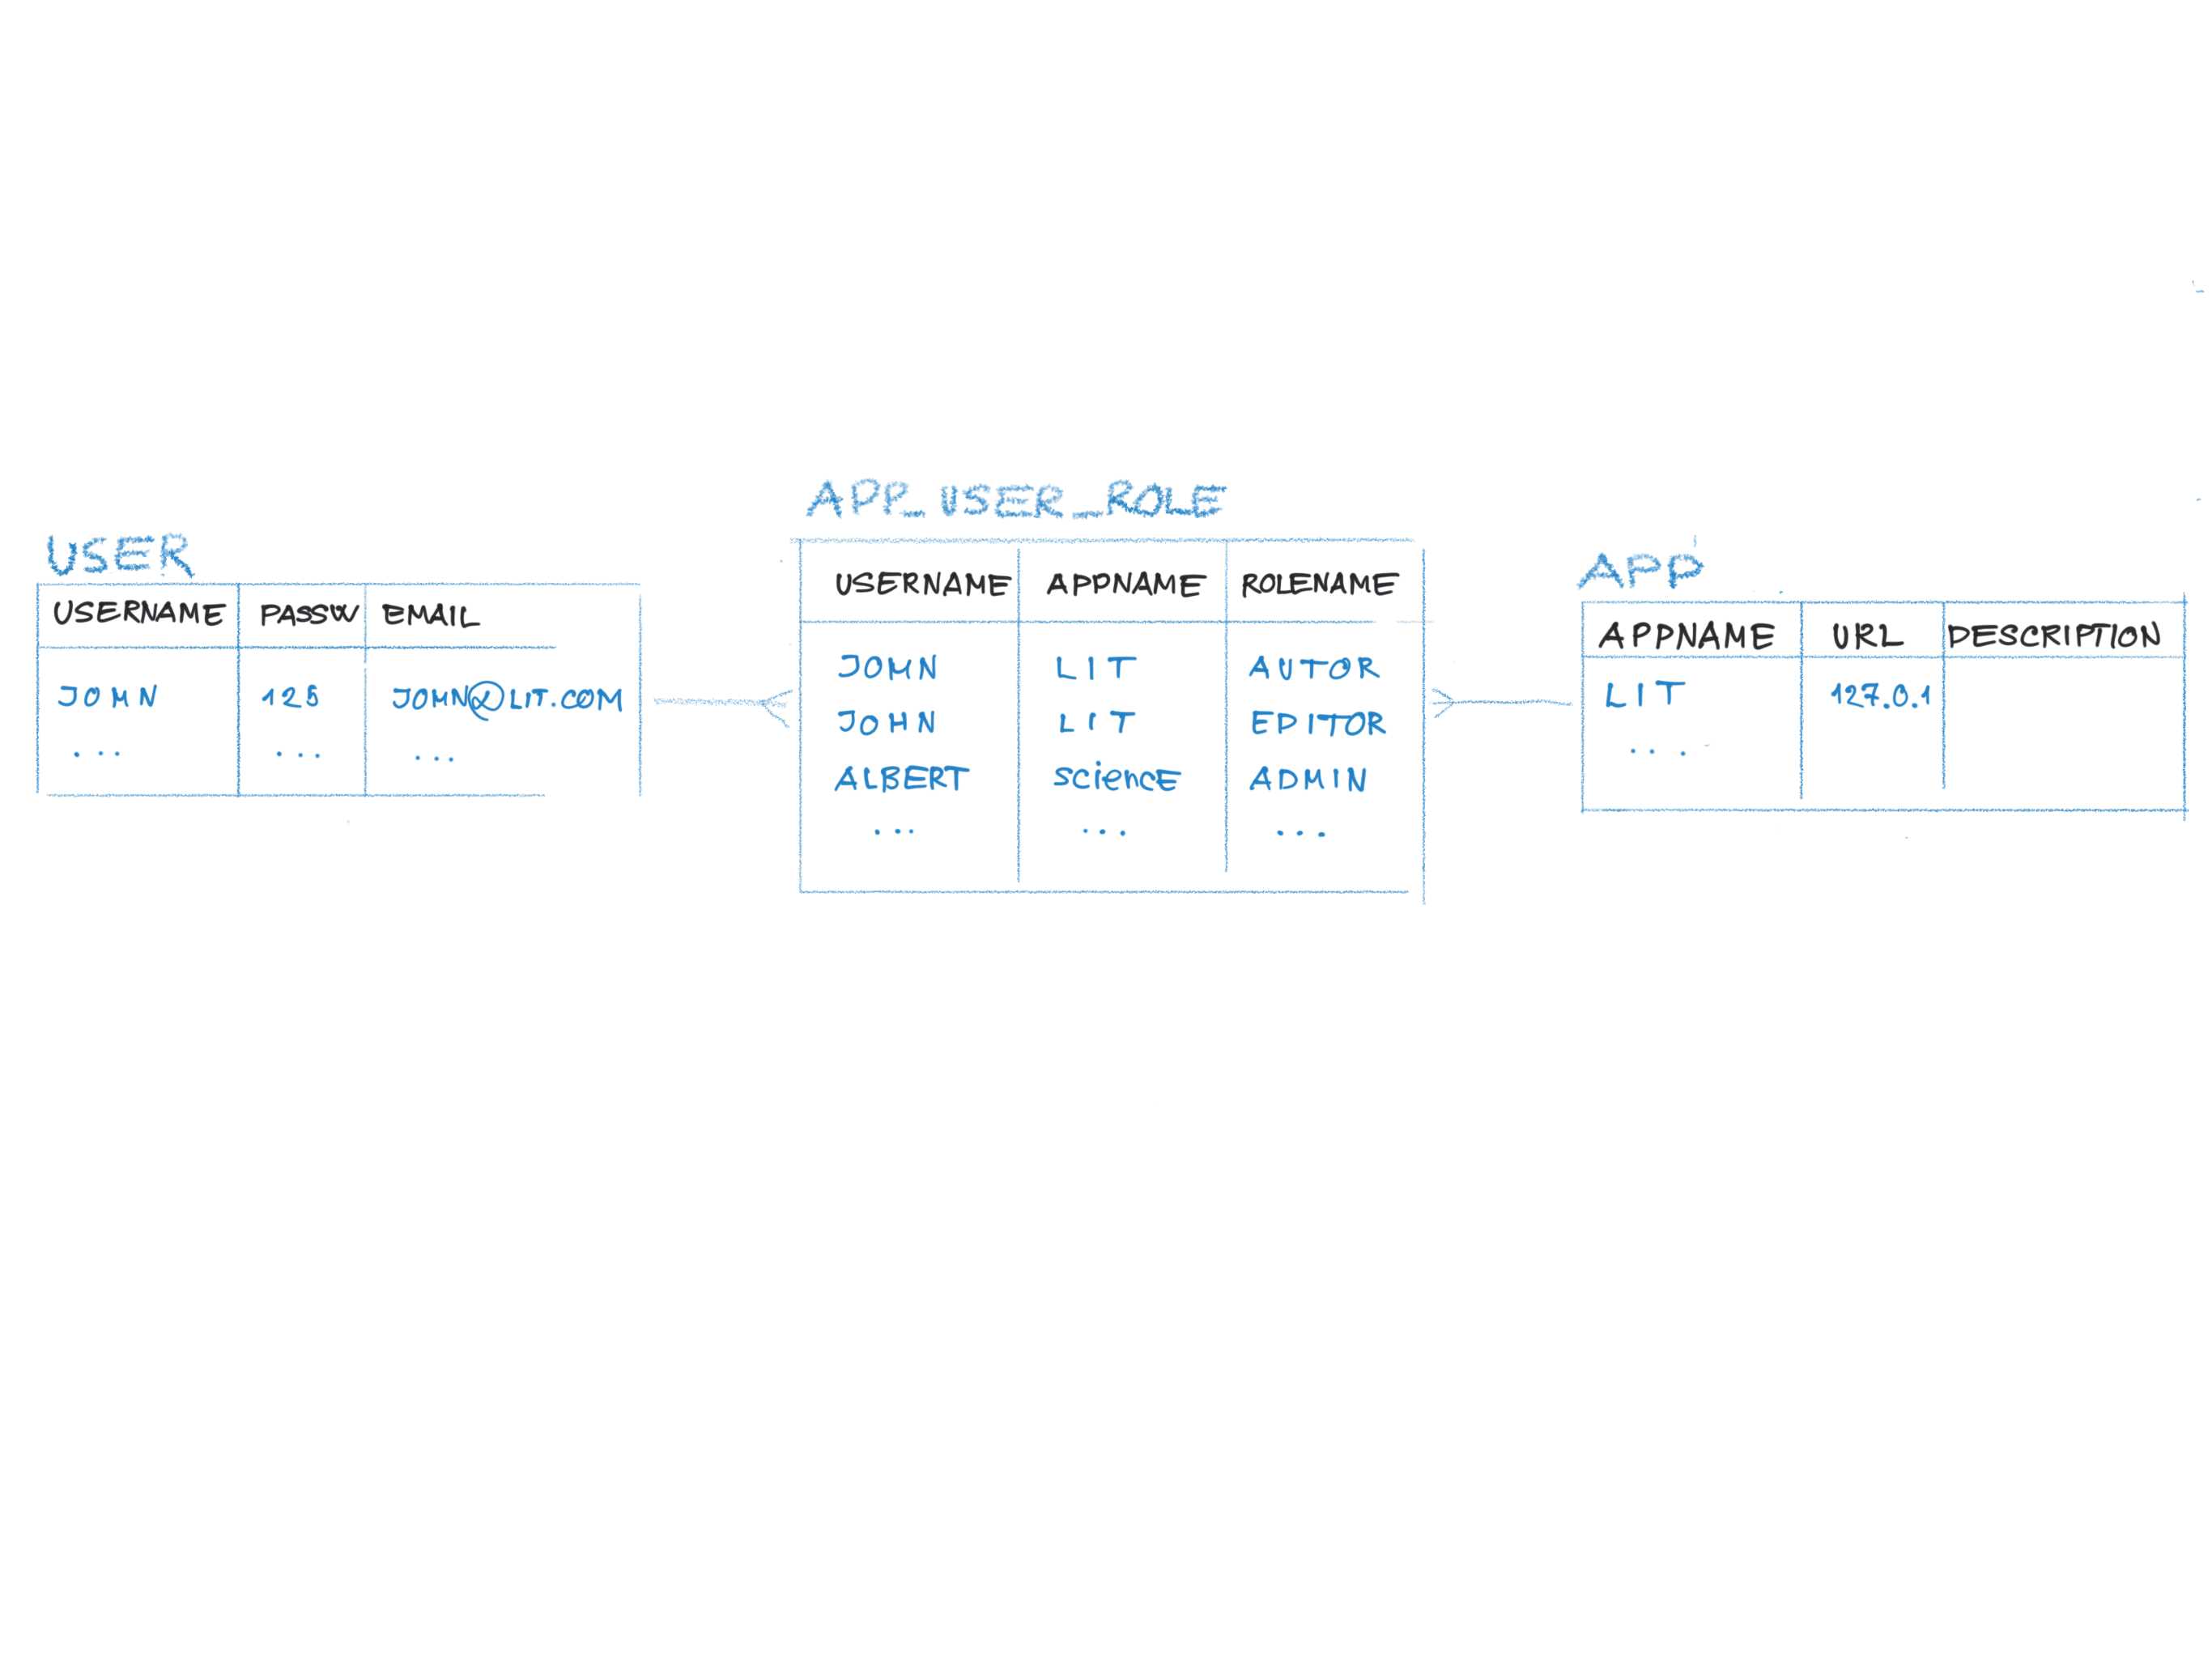 USER
USERNAME PASSW EMAIL
JOHN 125 JOHN@LIT.COM
... ... ...
APP_USER_ROLE
USERNAME APPNAME ROLENAME
JOHN LIT AUTOR
JOHN LIT EDITOR
ALBERT SCienCE ADMIN
... ... ...
APP
APPNAME URL DESCRIPTION
LIT 127.0.1
...